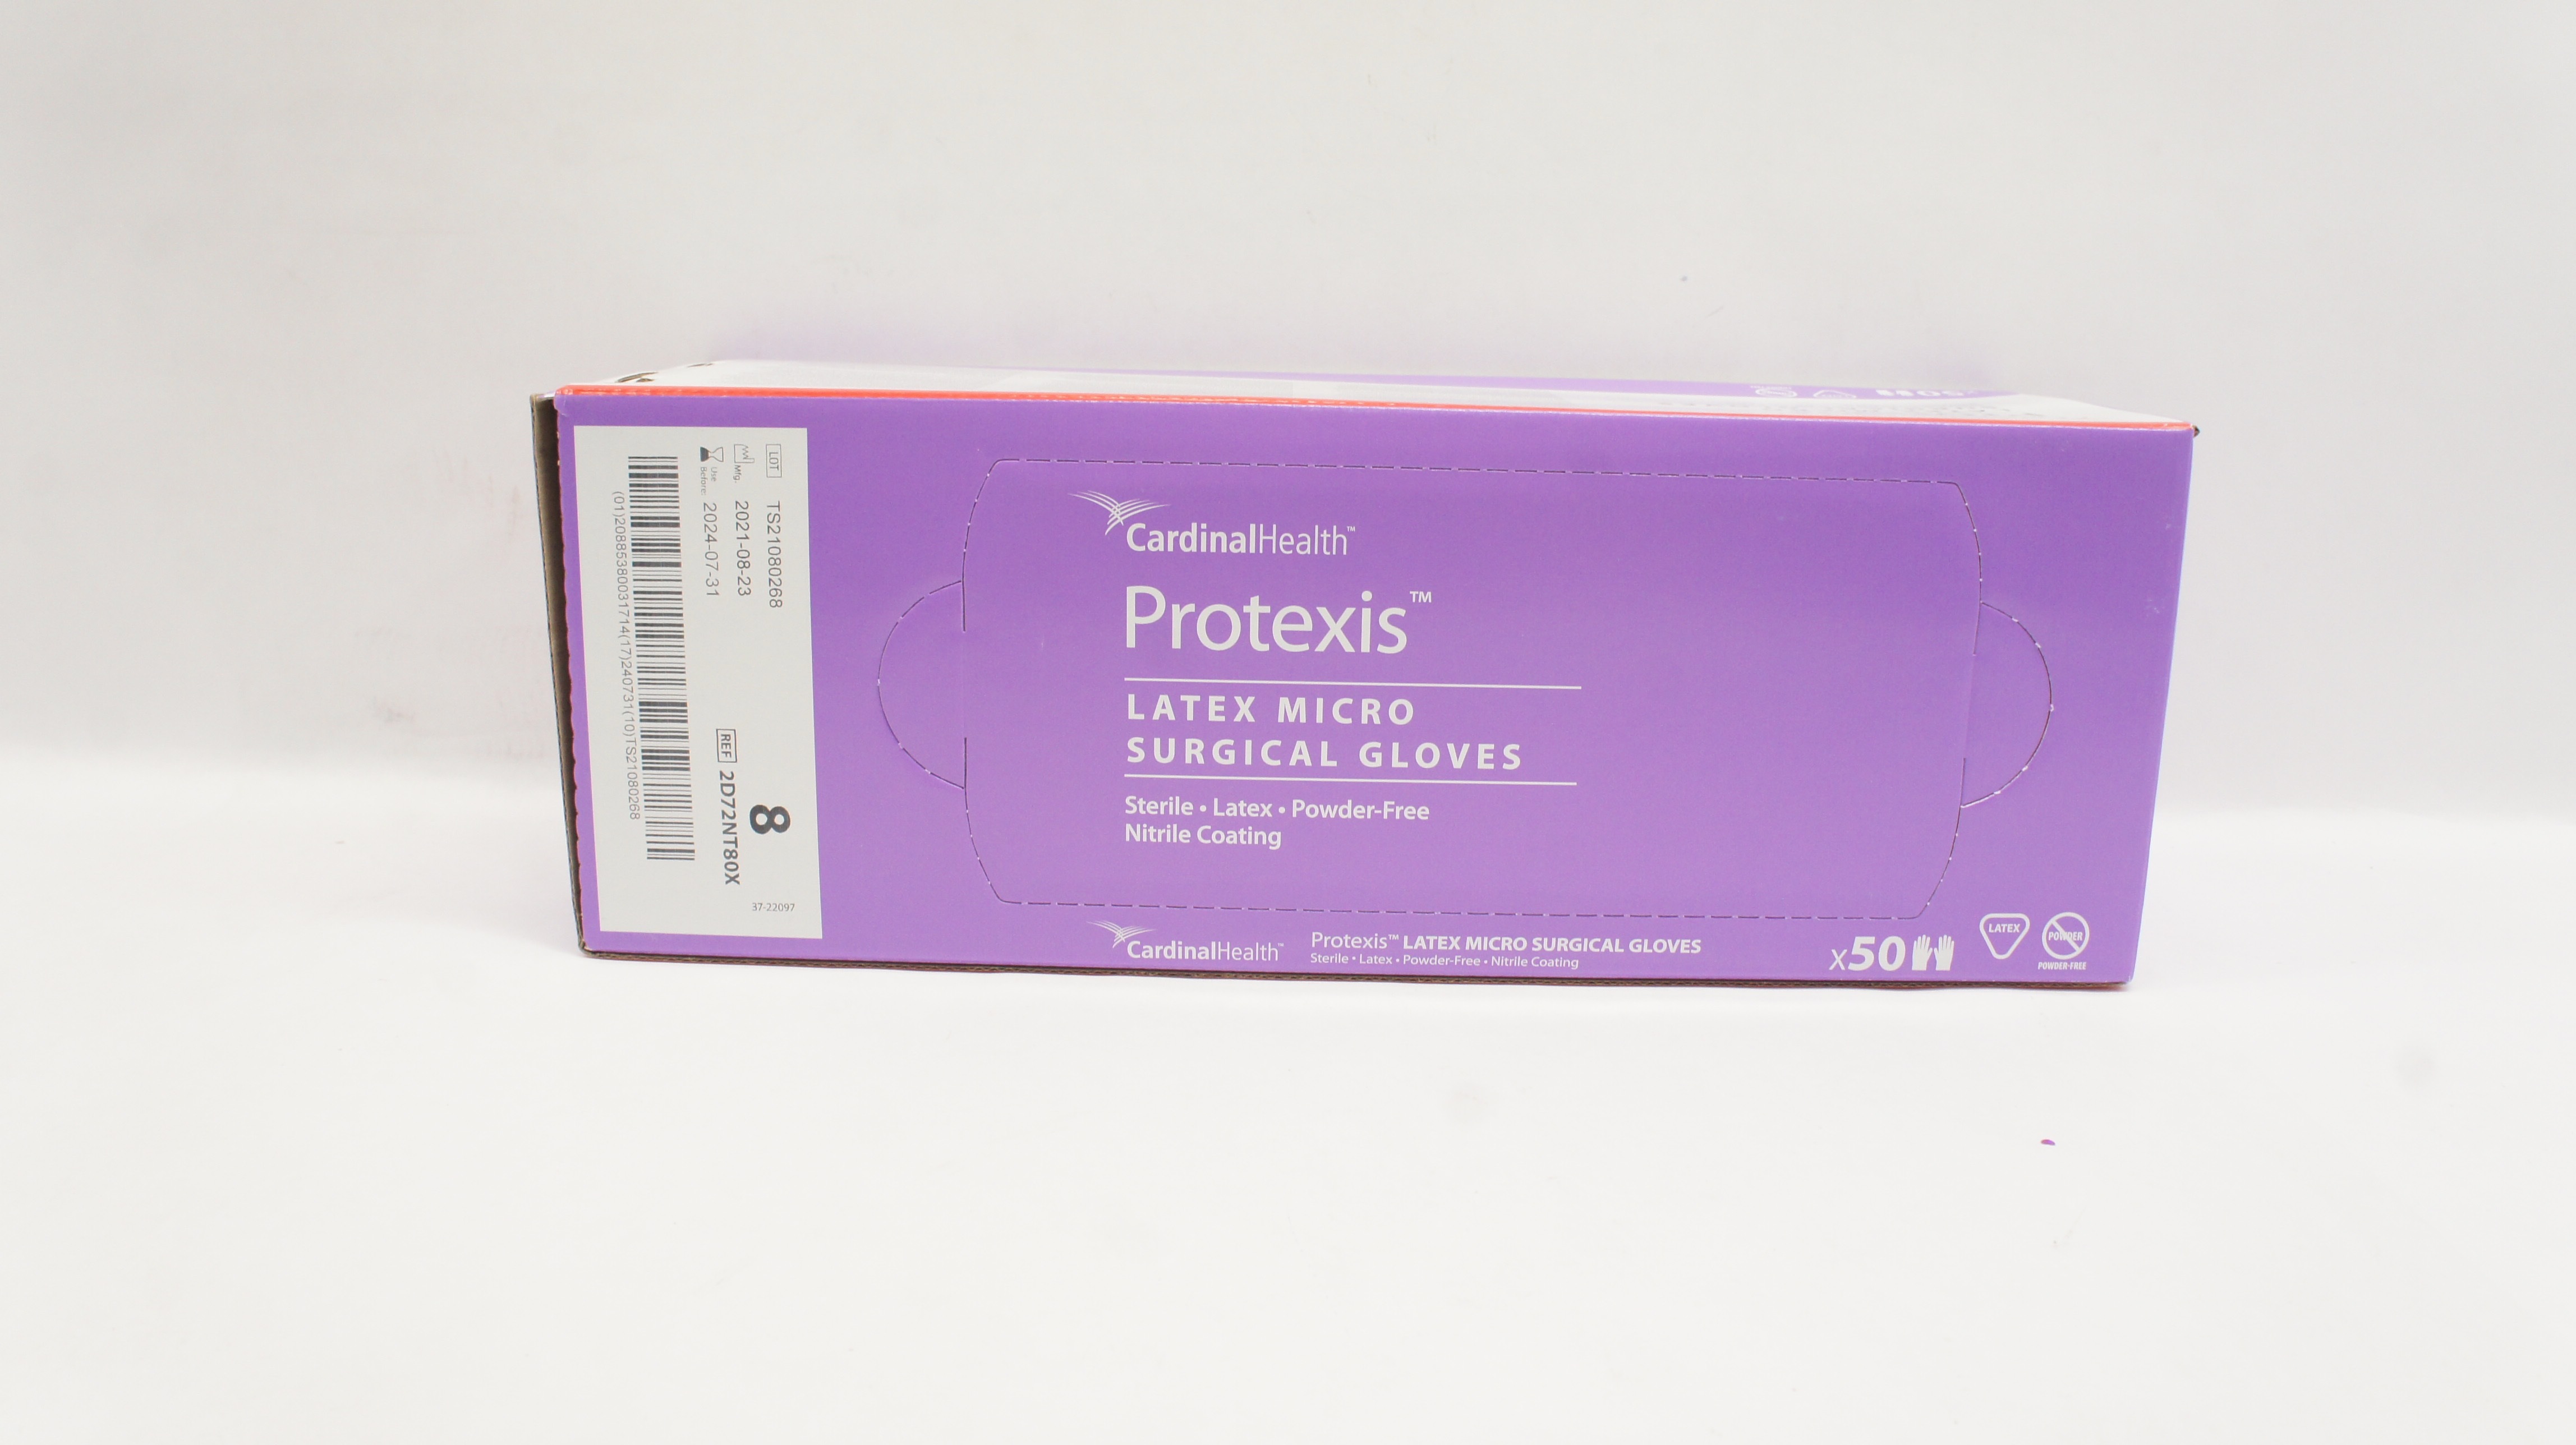 LOT TS21080268
Mfg. 2021-08-23
Use Before: 2024-07-31
(01)20885380031714(17)240731(10)TS21080268
8
REF 2D72NT80X
37-22097
CardinalHealth™
Protexis™
LATEX MICRO
SURGICAL GLOVES
Sterile • Latex • Powder-Free
Nitrile Coating
CardinalHealth™
Protexis™ LATEX MICRO SURGICAL GLOVES
Sterile • Latex • Powder-Free • Nitrile Coating
x50
LATEX
POWDER
POWDER-FREE